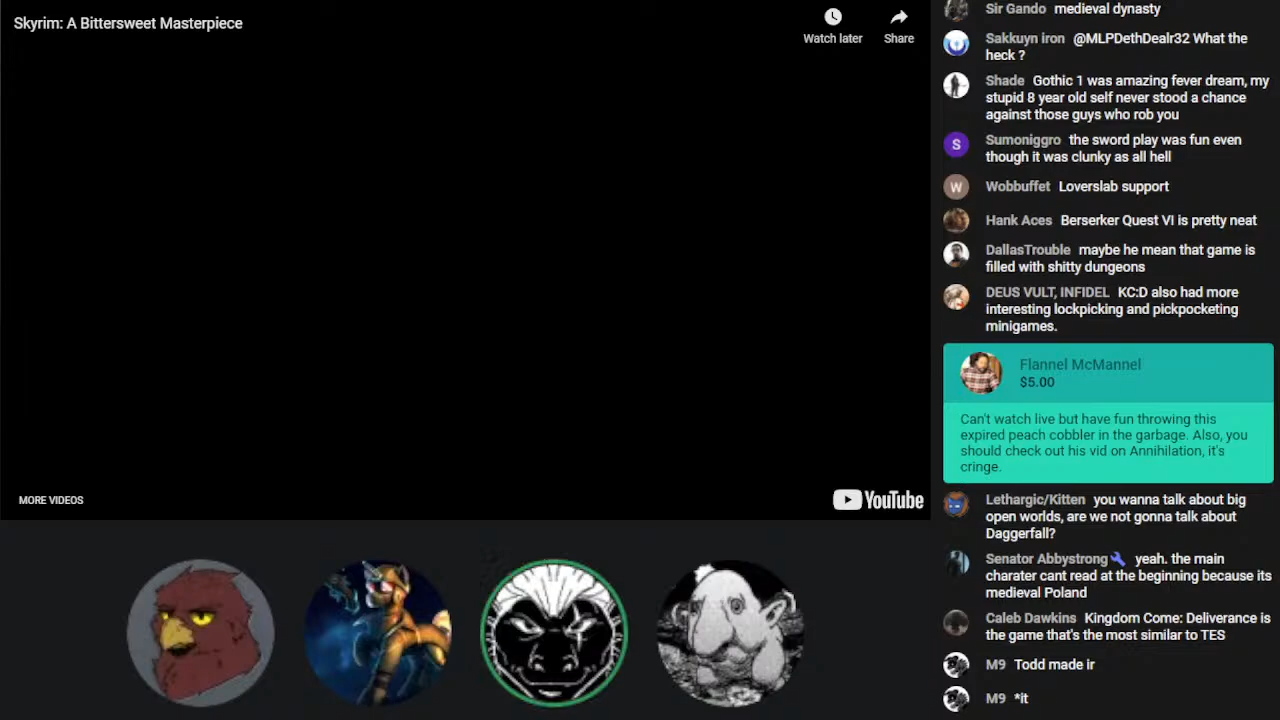 Skyrim: A Bittersweet Masterpiece
Watch later
Share
MORE VIDEOS
YouTube
Sir Gando medieval dynasty
Sakkuyn iron @MLPDethDealr32 What the
heck ?
Shade Gothic 1 was amazing fever dream, my
stupid 8 year old self never stood a chance
against those guys who rob you
S
Sumoniggro the sword play was fun even
though it was clunky as all hell
W
Wobbuffet Loverslab support
Hank Aces Berserker Quest VI is pretty neat
DallasTrouble maybe he mean that game is
filled with shitty dungeons
DEUS VULT, INFIDEL KC:D also had more
interesting lockpicking and pickpocketing
minigames.
Flannel McMannel
$5.00
Can't watch live but have fun throwing this
expired peach cobbler in the garbage. Also, you
should check out his vid on Annihilation, it's
cringe.
Lethargic/Kitten you wanna talk about big
open worlds, are we not gonna talk about
Daggerfall?
Senator Abbystrong yeah. the main
charater cant read at the beginning because its
medieval Poland
Caleb Dawkins Kingdom Come: Deliverance is
the game that's the most similar to TES
M9 Todd made ir
M9 *it